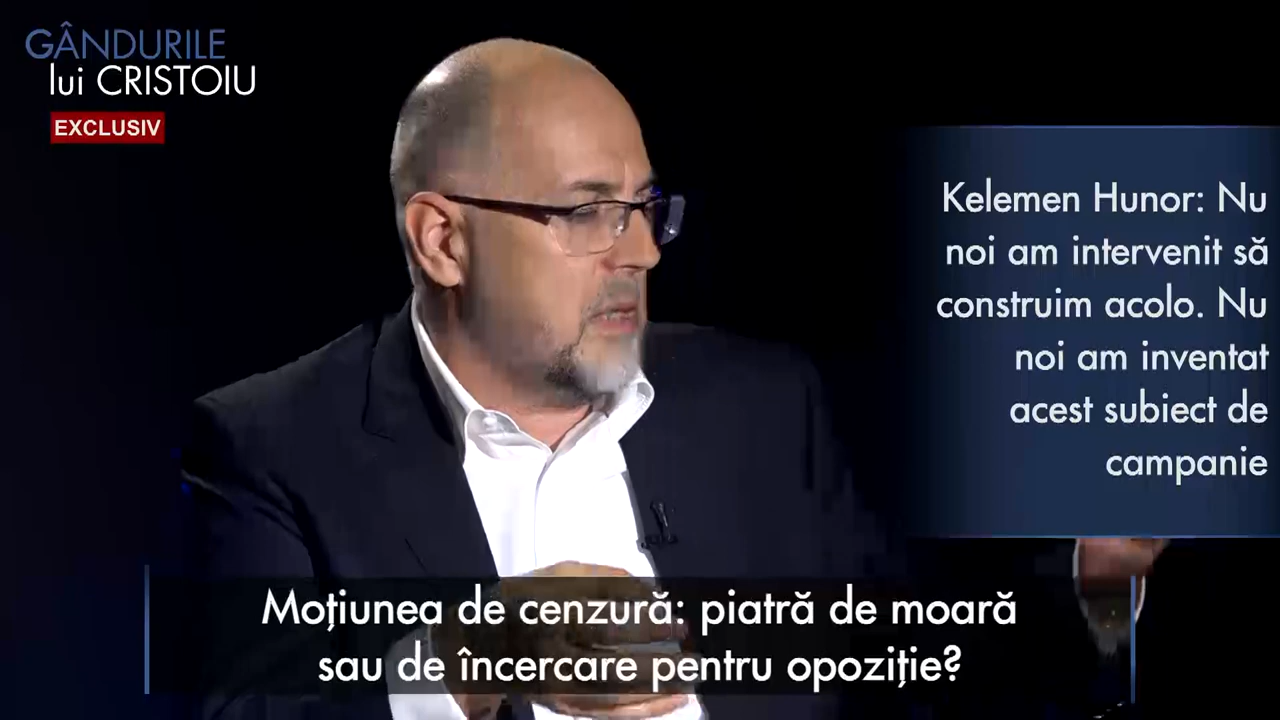 GÂNDURILE
lui CRISTOIU
EXCLUSIV
Kelemen Hunor: Nu
noi am intervenit să
construim acolo. Nu
noi am inventat
acest subiect de
campanie
Moțiunea de cenzură: piatră de moară
sau de încercare pentru opoziție?